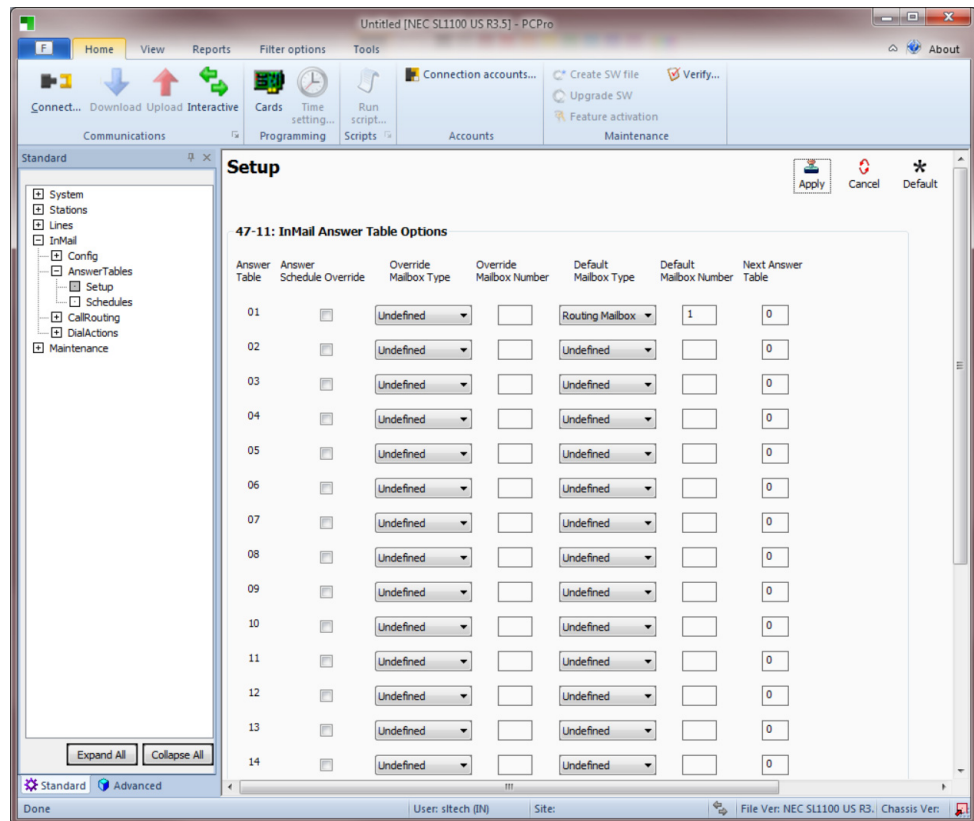 Untitled [NEC SL1100 US R3.5] - PCPro
F Home View Reports Filter options Tools About
Connect... Download Upload Interactive Cards Time setting... Run script... Connection accounts... Create SW file Verify...
Upgrade SW
Feature activation
Communications Programming Scripts Accounts Maintenance
Standard
System
Stations
Lines
InMail
Config
AnswerTables
Setup
Schedules
CallRouting
DialActions
Maintenance
Expand All Collapse All
Standard Advanced
Setup
Apply Cancel Default
47-11: InMail Answer Table Options
Answer Table Answer Schedule Override Override Mailbox Type Override Mailbox Number Default Mailbox Type Default Mailbox Number Next Answer Table
01 Undefined Routing Mailbox 1 0
02 Undefined Undefined 0
03 Undefined Undefined 0
04 Undefined Undefined 0
05 Undefined Undefined 0
06 Undefined Undefined 0
07 Undefined Undefined 0
08 Undefined Undefined 0
09 Undefined Undefined 0
10 Undefined Undefined 0
11 Undefined Undefined 0
12 Undefined Undefined 0
13 Undefined Undefined 0
14 Undefined Undefined 0
Done User: sltech (IN) Site: File Ver: NEC SL1100 US R3. Chassis Ver: